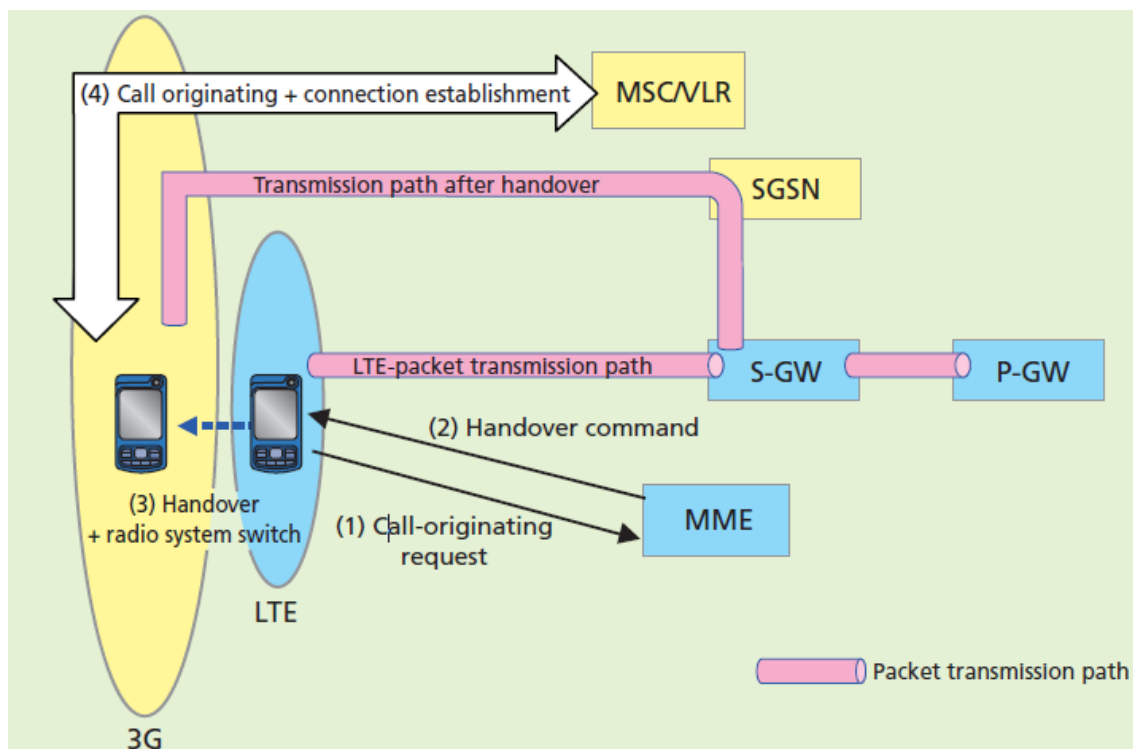 (4) Call originating + connection establishment
MSC/VLR
Transmission path after handover
SGSN
LTE-packet transmission path
S-GW
P-GW
(2) Handover command
(3) Handover
+ radio system switch
(1) Call-originating
request
MME
LTE
Packet transmission path
3G